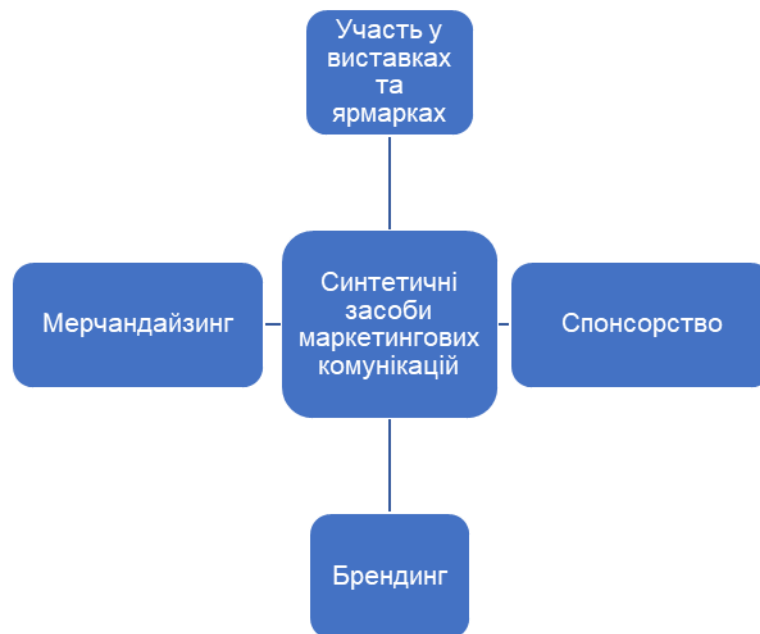 Участь у
виставках
та
ярмарках
Мерчандайзинг
Синтетичні
засоби
маркетингових
комунікацій
Спонсорство
Брендинг